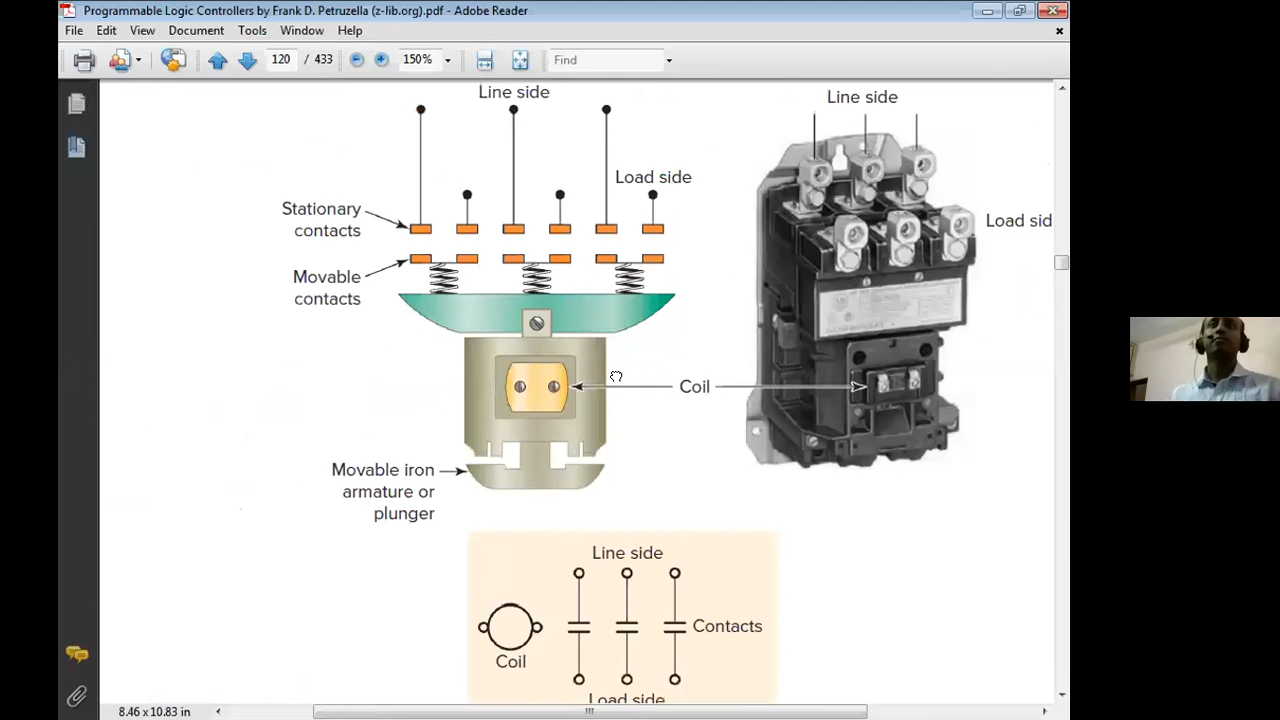 Programmable Logic Controllers by Frank D. Petruzella (z-lib.org).pdf - Adobe Reader
File Edit View Document Tools Window Help
120 / 433 150% Find
Line side
Line side
Load side
Stationary
contacts
Load sid
Movable
contacts
Coil
Movable iron
armature or
plunger
Line side
Contacts
Coil
Load side
8.46 x 10.83 in